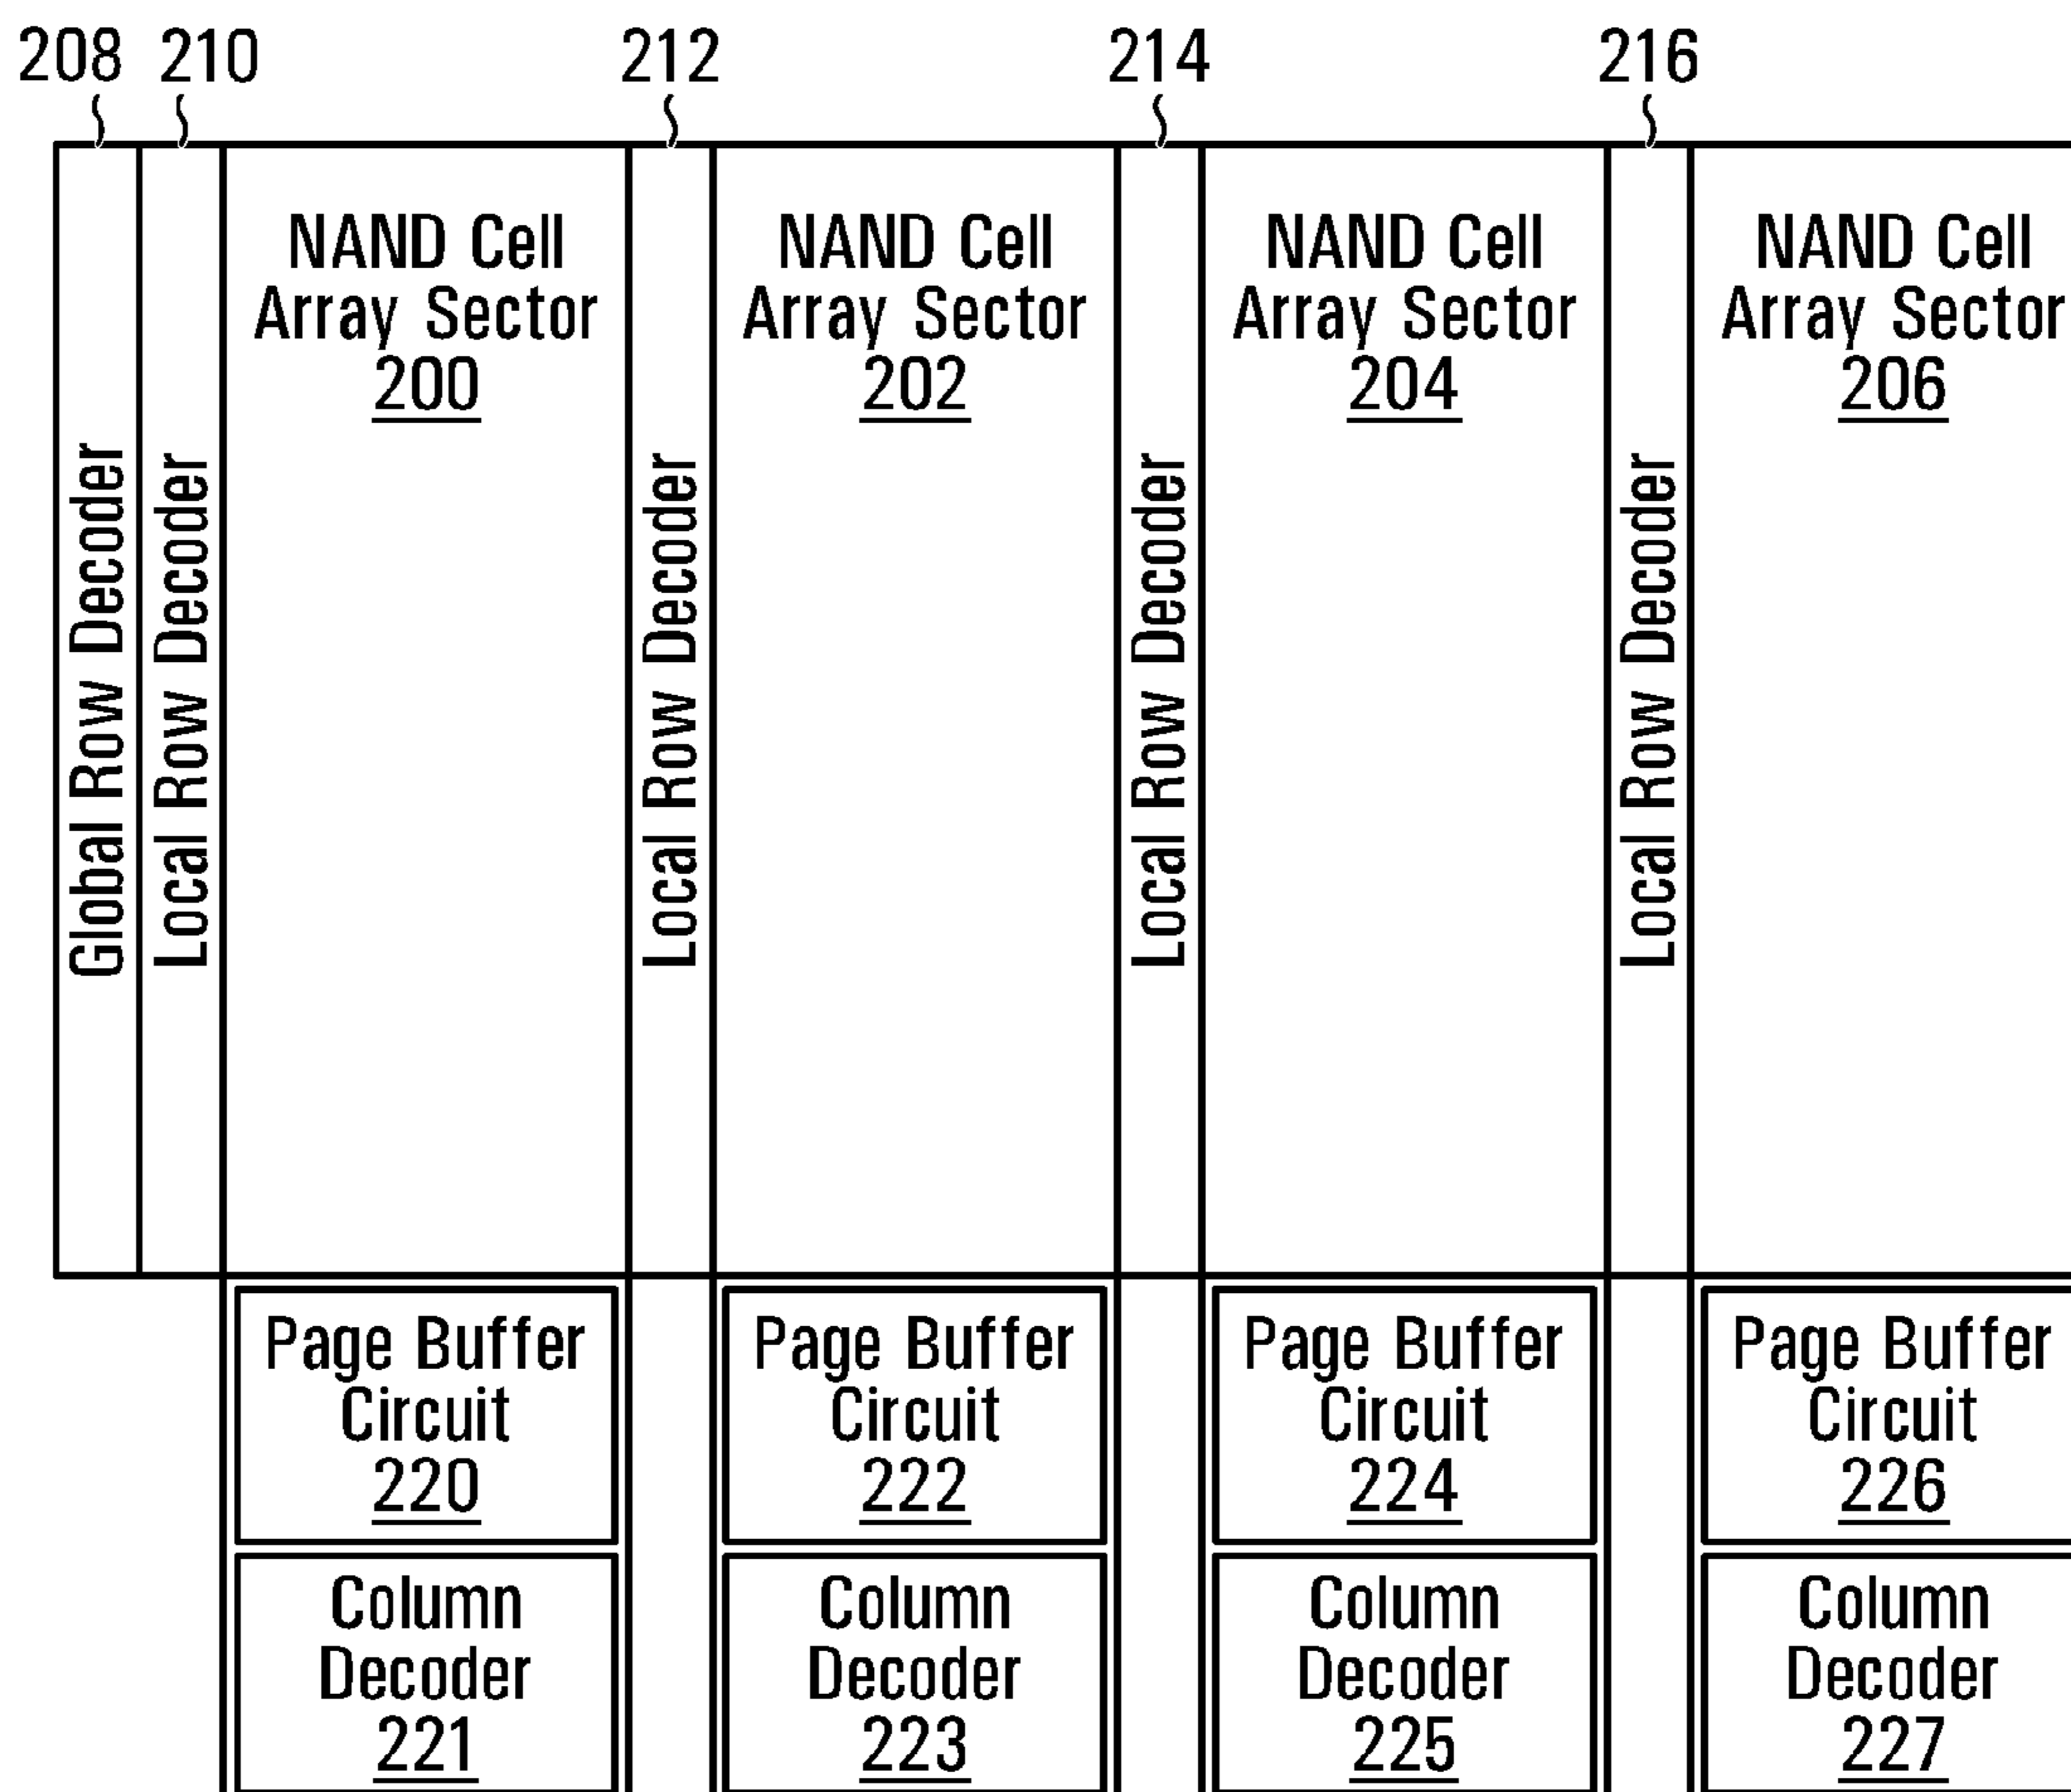 208 210 212 214 216
NAND Cell
Array Sector
200
NAND Cell
Array Sector
202
NAND Cell
Array Sector
204
NAND Cell
Array Sector
206
Global Row Decoder
Local Row Decoder
Local Row Decoder
Local Row Decoder
Local Row Decoder
Page Buffer
Circuit
220
Page Buffer
Circuit
222
Page Buffer
Circuit
224
Page Buffer
Circuit
226
Column
Decoder
221
Column
Decoder
223
Column
Decoder
225
Column
Decoder
227